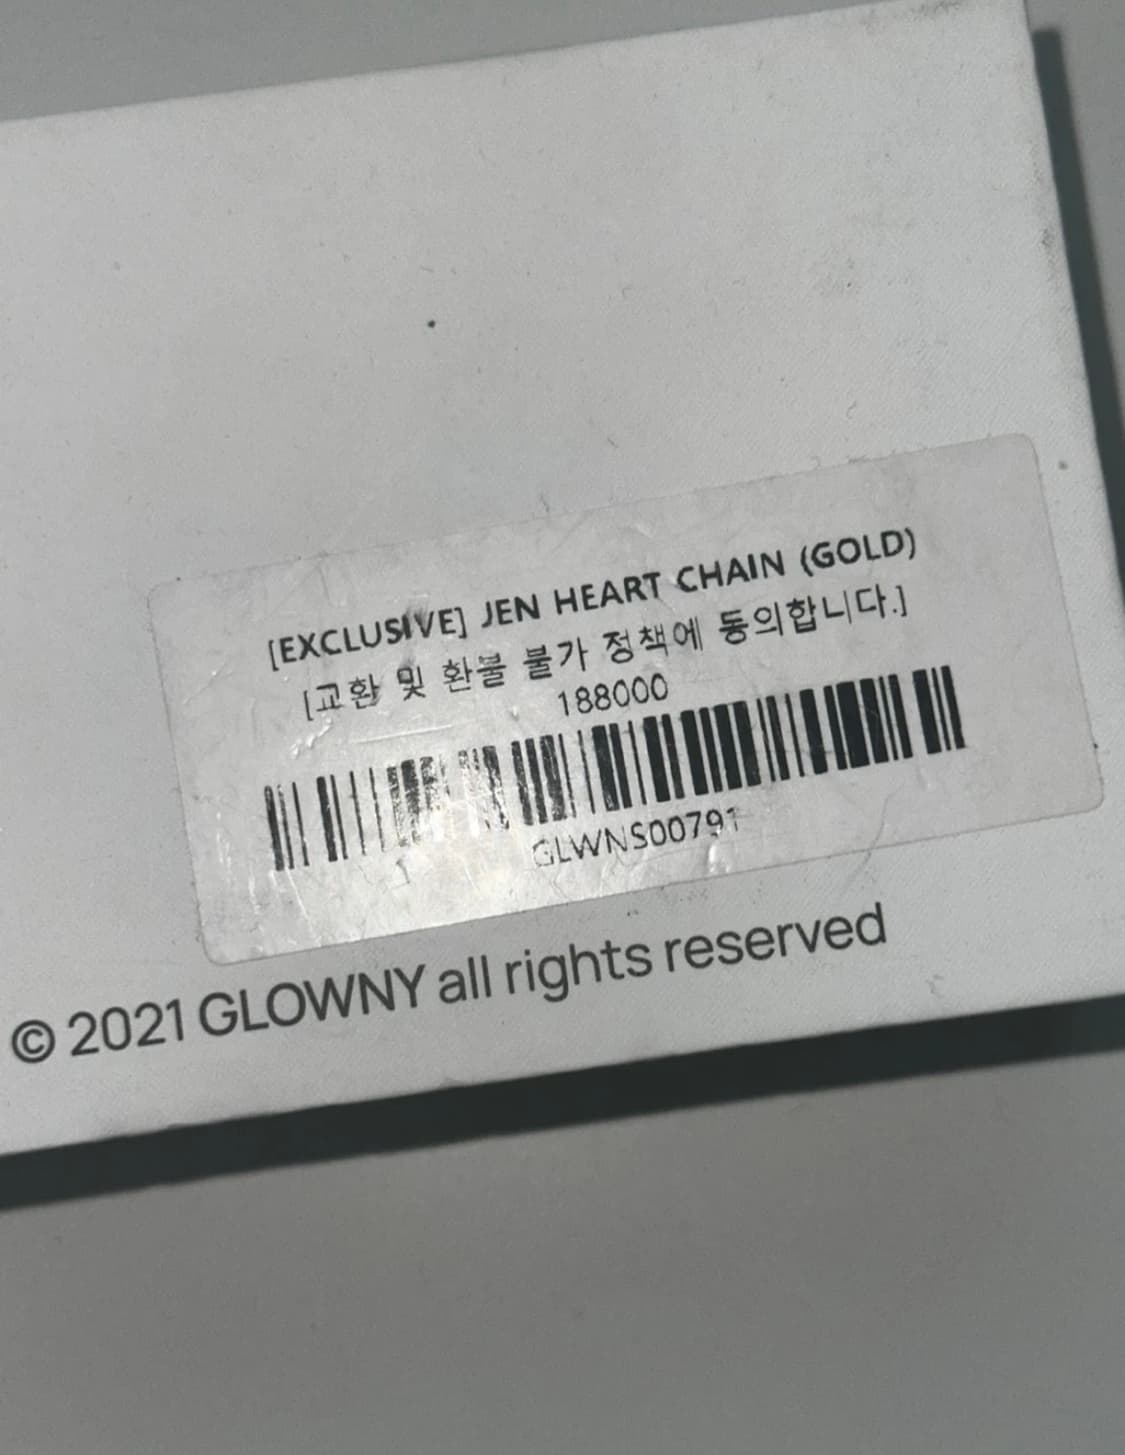 [EXCLUSIVE] JEN HEART CHAIN (GOLD)
[교환 및 환불 불가 정책에 동의합니다.]
188000
GLWNS00791
© 2021 GLOWNY all rights reserved